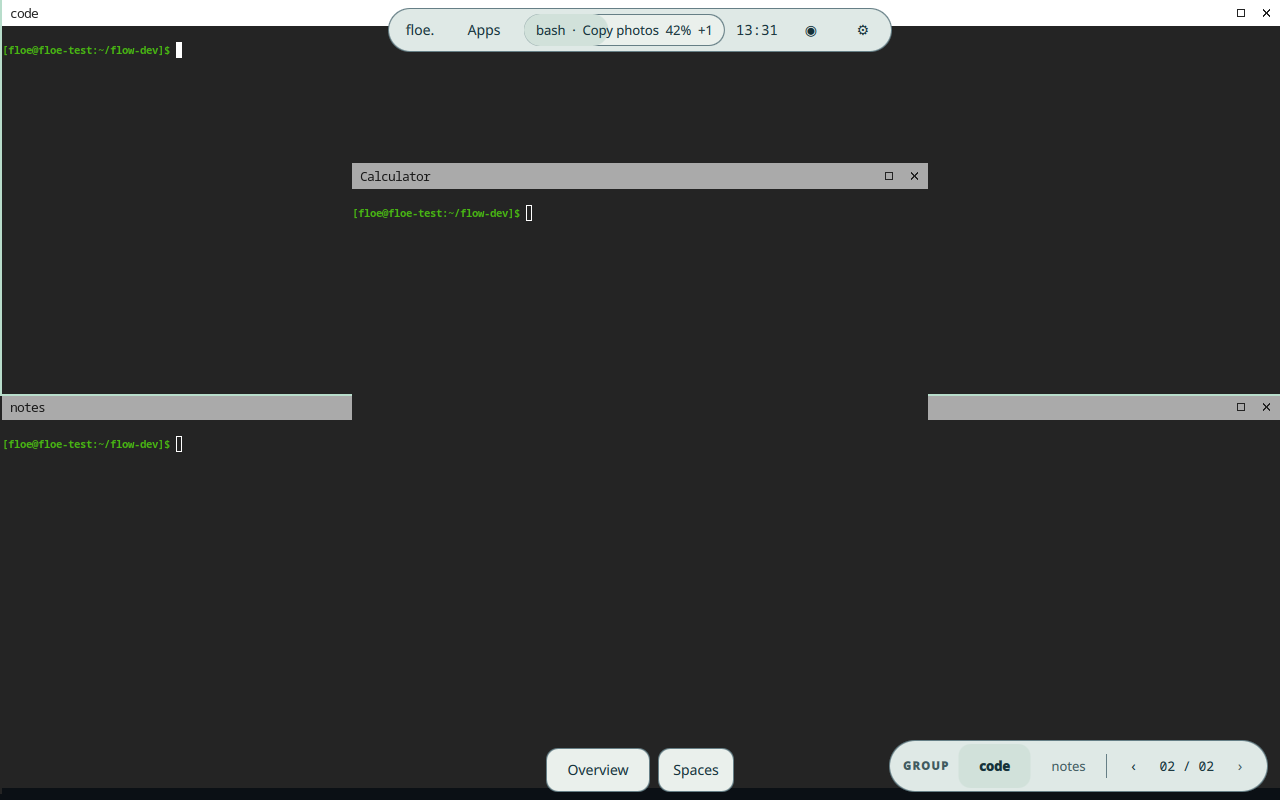 code
floe. Apps bash · Copy photos 42% +1 13:31
[floe@floe-test:~/flow-dev]$
Calculator
[floe@floe-test:~/flow-dev]$
notes
[floe@floe-test:~/flow-dev]$
Overview Spaces
GROUP code notes ‹ 02 / 02 ›